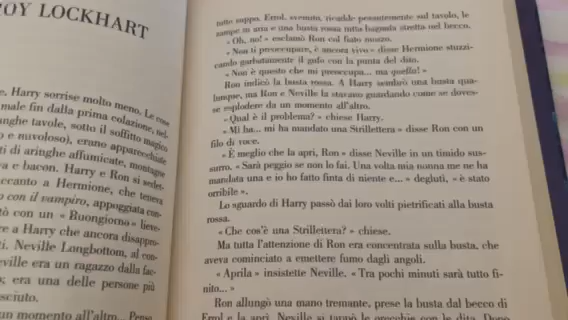 ROY LOCKHART
e. Harry sorrise molto meno. Le cose
male fin dalla prima colazione, nel-
nghe tavole, sotto il soffitto magico
o e nuvoloso), erano apparecchiate
ti di aringhe affumicate, montagne
va e bacon. Harry e Ron si sedet-
ccanto a Hermione, che teneva
o con il vampiro, appoggiata con-
tò con un « Buongiorno » lieve-
re a Harry che ancora disappro-
ti. Neville Longbottom, al con-
Neville era un ragazzo dalla fac-
; era una delle persone più
sciuto.
un momento all'altro... Penso
tutto zuppo. Errol, svenuto, ricadde pesantemente sul tavolo, le
zampe in aria e una busta rossa tutta bagnata stretta nel becco.
« Oh, no! » esclamò Ron col fiato mozzo.
« Non ti preoccupare, è ancora vivo » disse Hermione stuzzi-
cando garbatamente il gufo con la punta del dito.
« Non è questo che mi preoccupa... ma quello! »
Ron indicò la busta rossa. A Harry sembrò una busta qua-
lunque, ma Ron e Neville la stavano guardando come se doves-
se esplodere da un momento all'altro.
« Qual è il problema? » chiese Harry.
« Mi ha... mi ha mandato una Strillettera » disse Ron con un
filo di voce.
« È meglio che la apri, Ron » disse Neville in un timido sus-
surro. « Sarà peggio se non lo fai. Una volta mia nonna me ne ha
mandata una e io ho fatto finta di niente e... » deglutì, « è stato
orribile ».
Lo sguardo di Harry passò dai loro volti pietrificati alla busta
rossa.
« Che cos'è una Strillettera? » chiese.
Ma tutta l'attenzione di Ron era concentrata sulla busta, che
aveva cominciato a emettere fumo dagli angoli.
« Aprila » insistette Neville. « Tra pochi minuti sarà tutto fi-
nito... »
Ron allungò una mano tremante, prese la busta dal becco di
Errol e la aprì. Neville si tappò le orecchie con le dita. Dopo